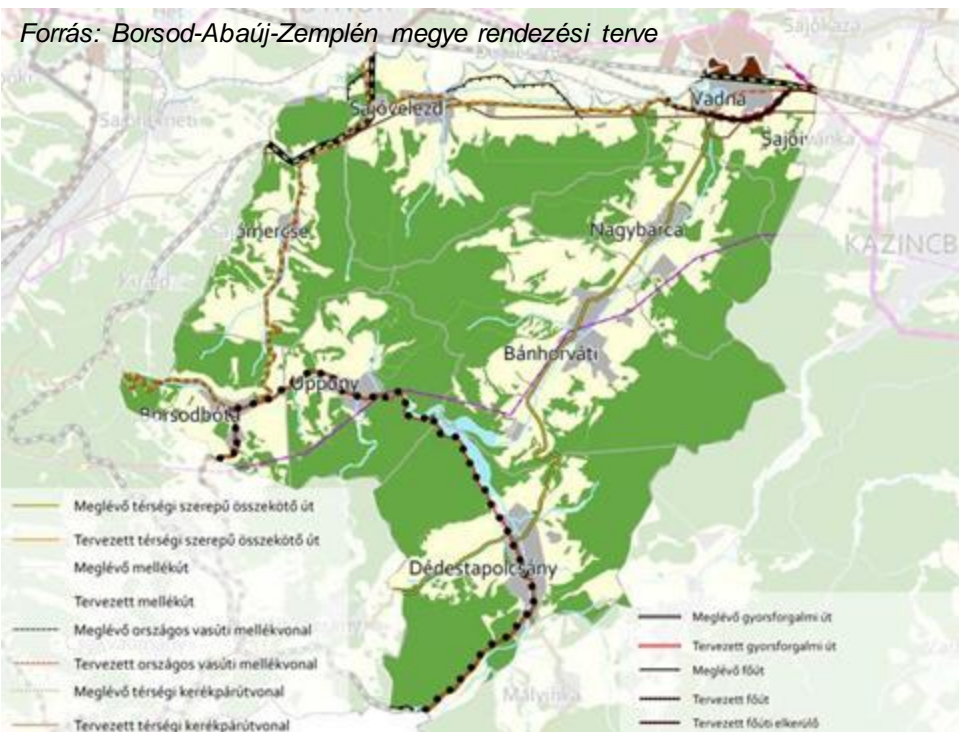 Forrás: Borsod-Abaúj-Zemplén megye rendezési terve
Sajókaza
Sajóvelezd
Vadna
Sajóivánka
Sajómercse
Nagybarca
KAZINCB
Bánhorváti
Uppony
Borsodbóta
Dédestapolcsány
Mályinka
Meglévő térségi szerepű összekötő út
Tervezett térségi szerepű összekötő út
Meglévő mellékút
Tervezett mellékút
Meglévő országos vasúti mellékvonal
Tervezett országos vasúti mellékvonal
Meglévő térségi kerékpárútvonal
Tervezett térségi kerékpárútvonal
Meglévő gyorsforgalmi út
Tervezett gyorsforgalmi út
Meglévő főút
Tervezett főút
Tervezett főúti elkerülő